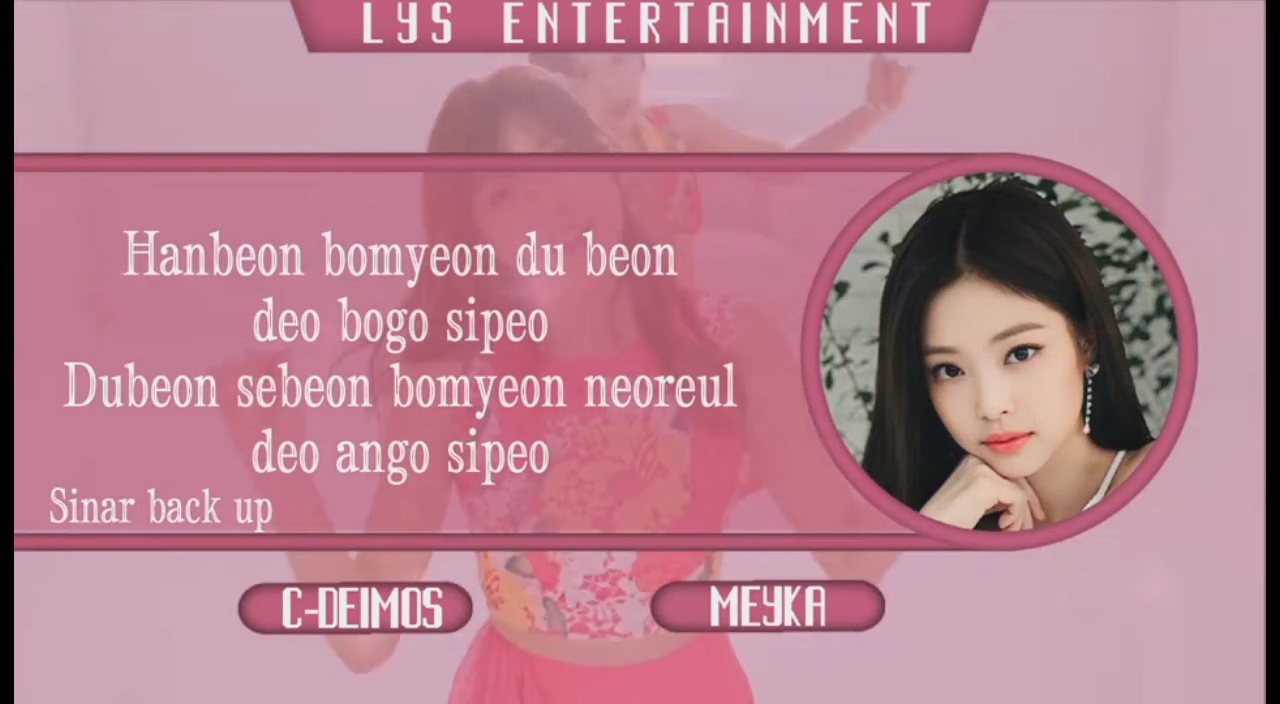 LYS ENTERTAINMENT
Hanbeon bomyeon du beon
deo bogo sipeo
Dubeon sebeon bomyeon neoreul
deo ango sipeo
Sinar back up
C-DEIMOS
MEYKA